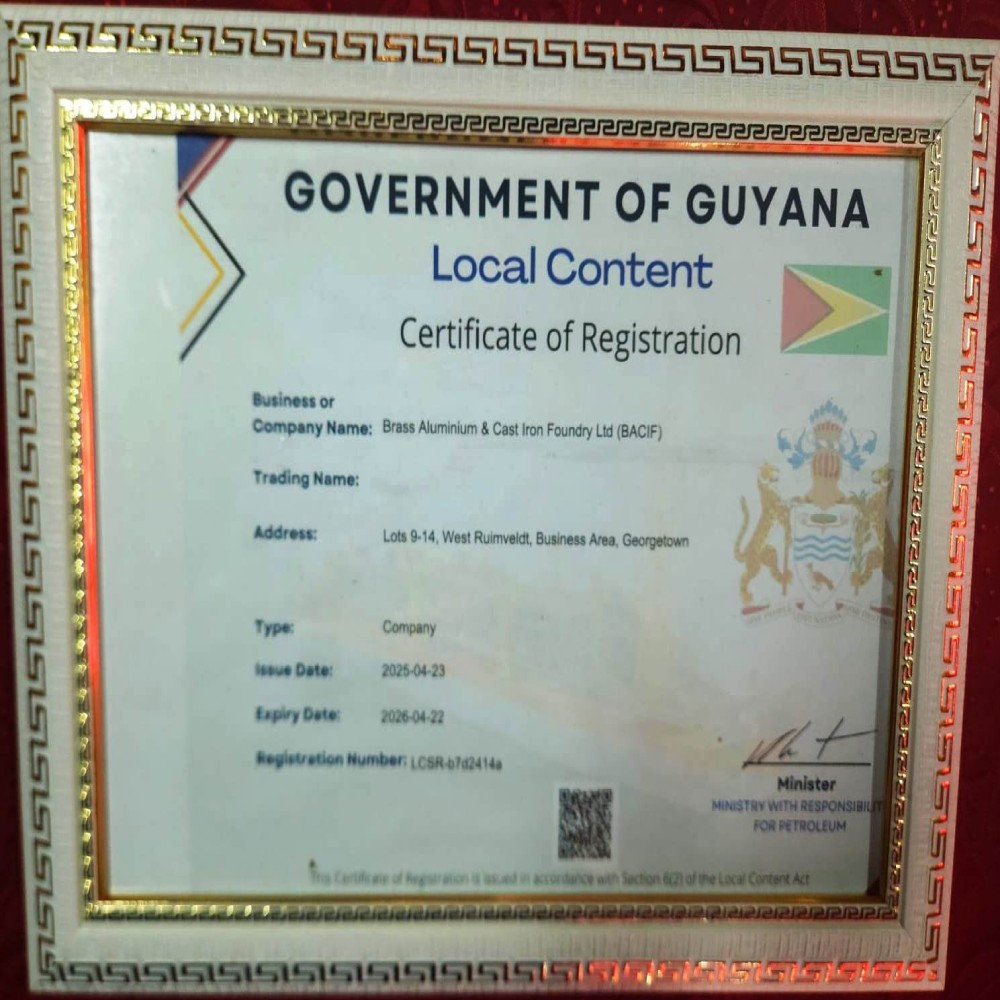 GOVERNMENT OF GUYANA
Local Content
Certificate of Registration
Business or
Company Name: Brass Aluminium & Cast Iron Foundry Ltd (BACIF)
Trading Name:
Address: Lots 9-14, West Ruimveldt, Business Area, Georgetown
Type: Company
Issue Date: 2025-04-23
Expiry Date: 2026-04-22
Registration Number: LCSR-b7d2414a
Minister
MINISTRY WITH RESPONSIBILIT
FOR PETROLEUM
This Certificate of Registration is issued in accordance with Section 6(2) of the Local Content Act